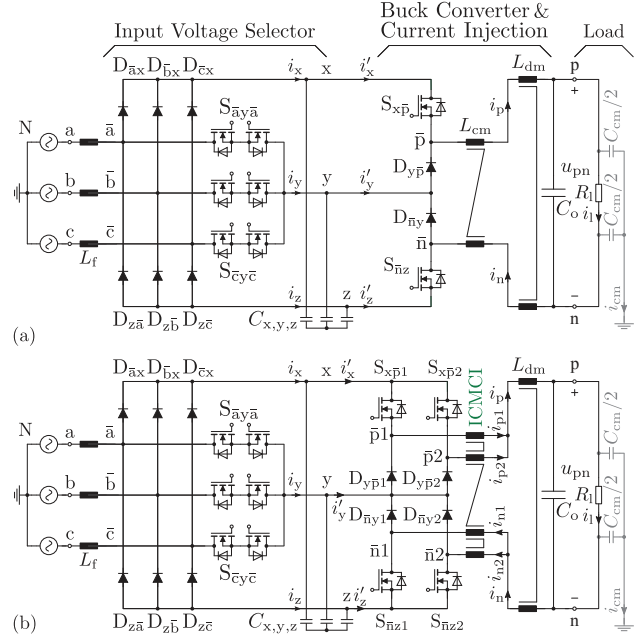 Input Voltage Selector
Buck Converter &
Current Injection
Load
D_āx D_b̄x D_c̄x
i_x x i'_x
L_dm
p
+
N
S_āyā
S_xp̄
i_p
C_cm/2
a ā
p̄
L_cm
D_yp̄
b b̄
i_y y i'_y
u_pn
C_cm/2
R_l
D_n̄y
C_o i_l
c c̄
n̄
L_f
S_c̄yc̄
S_n̄z
i_n
i_cm
i_z z i'_z
−
(a)
D_zā D_zb̄ D_zc̄
C_x,y,z
n
D_āx D_b̄x D_c̄x
i_x x i'_x
S_xp̄1 S_xp̄2
ICMCI
L_dm
p
+
N
S_āyā
i_p
i_p1
C_cm/2
a ā
p̄1
p̄2
i_p2
D_yp̄1 D_yp̄2
b b̄
i_y y
i'_y
u_pn
C_cm/2
R_l
D_n̄y1 D_n̄y2
i_n1
C_o i_l
c c̄
n̄1
L_f
S_c̄yc̄
n̄2
i_n2
i_n
i_cm
i_z z i'_z
−
(b)
D_zā D_zb̄ D_zc̄
C_x,y,z
S_n̄z1 S_n̄z2
n